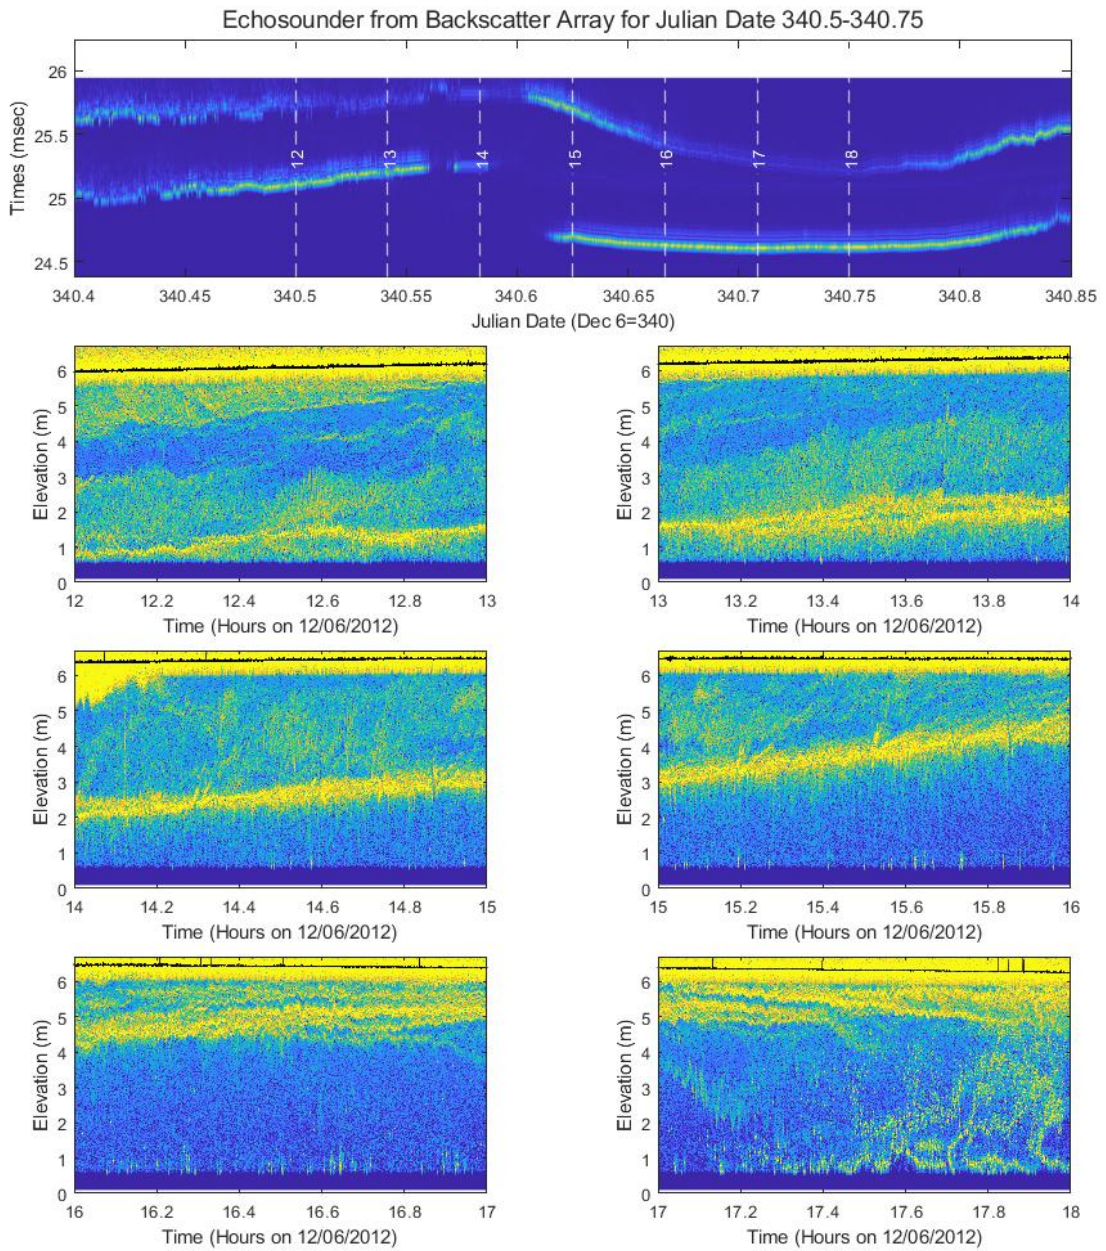 Echosounder from Backscatter Array for Julian Date 340.5-340.75
Times (msec)
26
25.5
25
24.5
12 13 14 15 16 17 18
340.4 340.45 340.5 340.55 340.6 340.65 340.7 340.75 340.8 340.85
Julian Date (Dec 6=340)
Elevation (m)
6
5
4
3
2
1
0
12 12.2 12.4 12.6 12.8 13
Time (Hours on 12/06/2012)
Elevation (m)
6
5
4
3
2
1
0
13 13.2 13.4 13.6 13.8 14
Time (Hours on 12/06/2012)
Elevation (m)
6
5
4
3
2
1
0
14 14.2 14.4 14.6 14.8 15
Time (Hours on 12/06/2012)
Elevation (m)
6
5
4
3
2
1
0
15 15.2 15.4 15.6 15.8 16
Time (Hours on 12/06/2012)
Elevation (m)
6
5
4
3
2
1
0
16 16.2 16.4 16.6 16.8 17
Time (Hours on 12/06/2012)
Elevation (m)
6
5
4
3
2
1
0
17 17.2 17.4 17.6 17.8 18
Time (Hours on 12/06/2012)